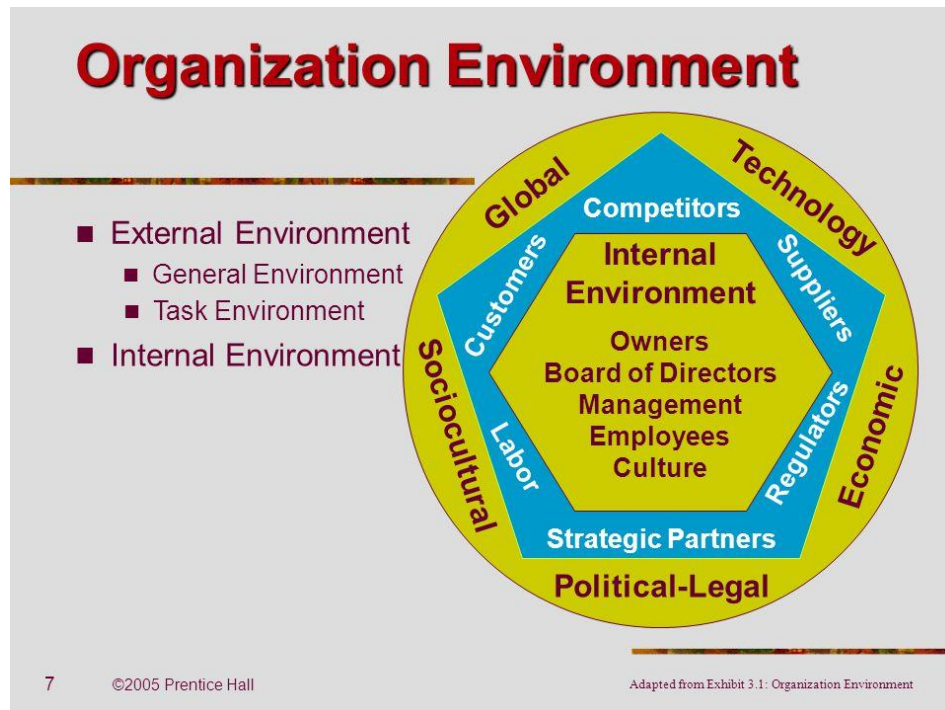 Organization Environment
External Environment
General Environment
Task Environment
Internal Environment
Global
Technology
Sociocultural
Economic
Political-Legal
Competitors
Customers
Suppliers
Labor
Regulators
Strategic Partners
Internal
Environment
Owners
Board of Directors
Management
Employees
Culture
7
©2005 Prentice Hall
Adapted from Exhibit 3.1: Organization Environment